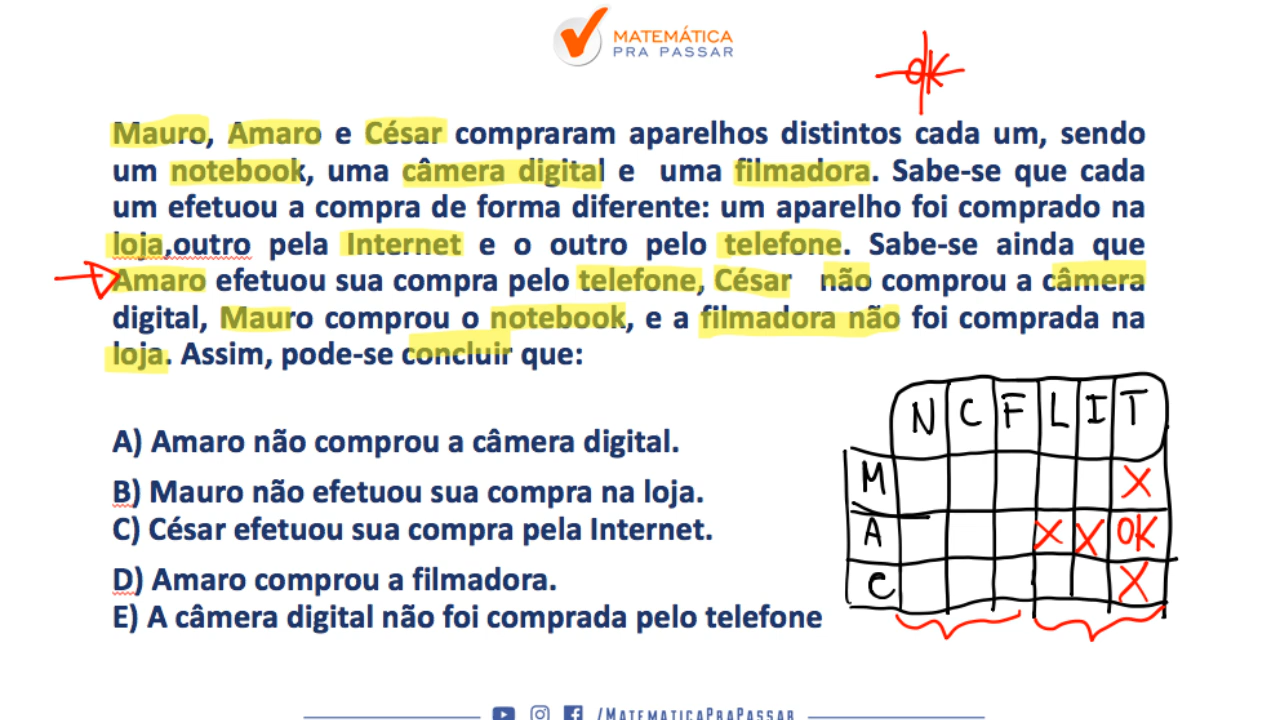 MATEMÁTICA
PRA PASSAR
OK
Mauro, Amaro e César compraram aparelhos distintos cada um, sendo
um notebook, uma câmera digital e uma filmadora. Sabe-se que cada
um efetuou a compra de forma diferente: um aparelho foi comprado na
loja,outro pela Internet e o outro pelo telefone. Sabe-se ainda que
Amaro efetuou sua compra pelo telefone, César não comprou a câmera
digital, Mauro comprou o notebook, e a filmadora não foi comprada na
loja. Assim, pode-se concluir que:
A) Amaro não comprou a câmera digital.
B) Mauro não efetuou sua compra na loja.
C) César efetuou sua compra pela Internet.
D) Amaro comprou a filmadora.
E) A câmera digital não foi comprada pelo telefone
N C F L I T
M X
A X X OK
C X
/MATEMATICAPRAPASSAR